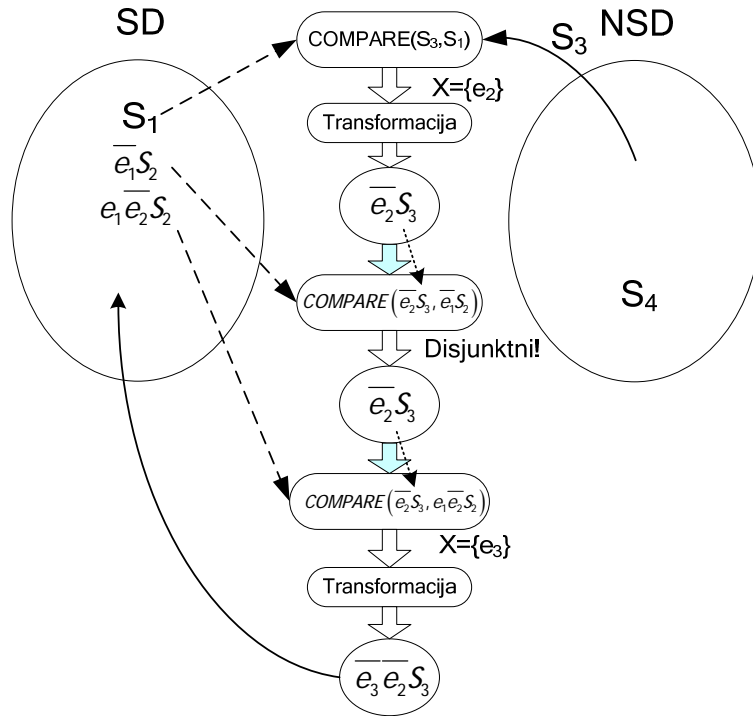 SD
NSD
COMPARE(S₃,S₁)
S₃
X={e₂}
S₁
Transformacija
e̅₁S₂
e₁e̅₂S₂
e̅₂S₃
COMPARE(e̅₂S₃, e̅₁S₂)
S₄
Disjunktni!
e̅₂S₃
COMPARE(e̅₂S₃, e₁e̅₂S₂)
X={e₃}
Transformacija
e̅₃e̅₂S₃